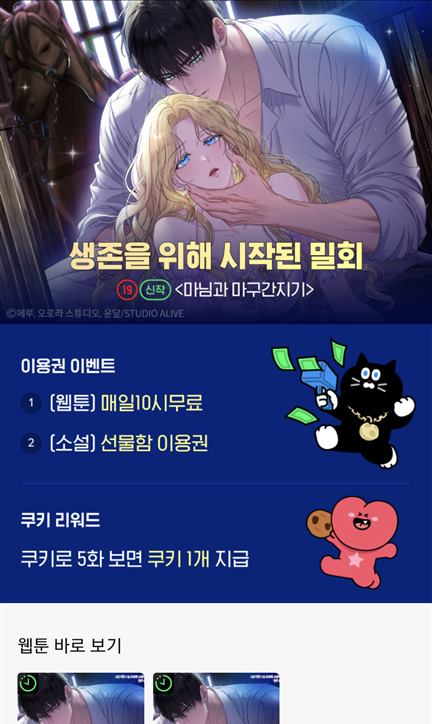 생존을 위해 시작된 밀회
19 신작 <마님과 마구간지기>
©메루, 오로라 스튜디오, 윤달/STUDIO ALIVE
이용권 이벤트
1 (웹툰) 매일10시무료
2 (소설) 선물함 이용권
쿠키 리워드
쿠키로 5화 보면 쿠키 1개 지급
웹툰 바로 보기